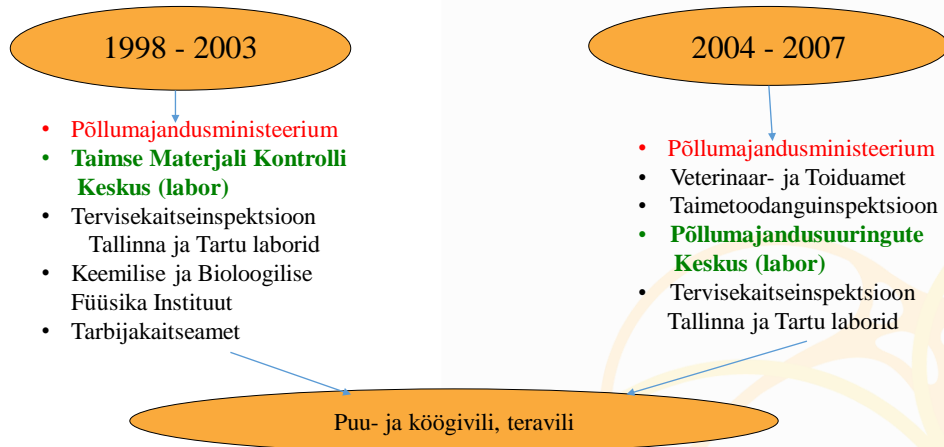 1998 - 2003
• Põllumajandusministeerium
• Taimse Materjali Kontrolli
Keskus (labor)
• Tervisekaitseinspektsioon
Tallinna ja Tartu laborid
• Keemilise ja Bioloogilise
Füüsika Instituut
• Tarbijakaitseamet
2004 - 2007
• Põllumajandusministeerium
• Veterinaar- ja Toiduamet
• Taimetoodanguinspektsioon
• Põllumajandusuuringute
Keskus (labor)
• Tervisekaitseinspektsioon
Tallinna ja Tartu laborid
Puu- ja köögivili, teravili